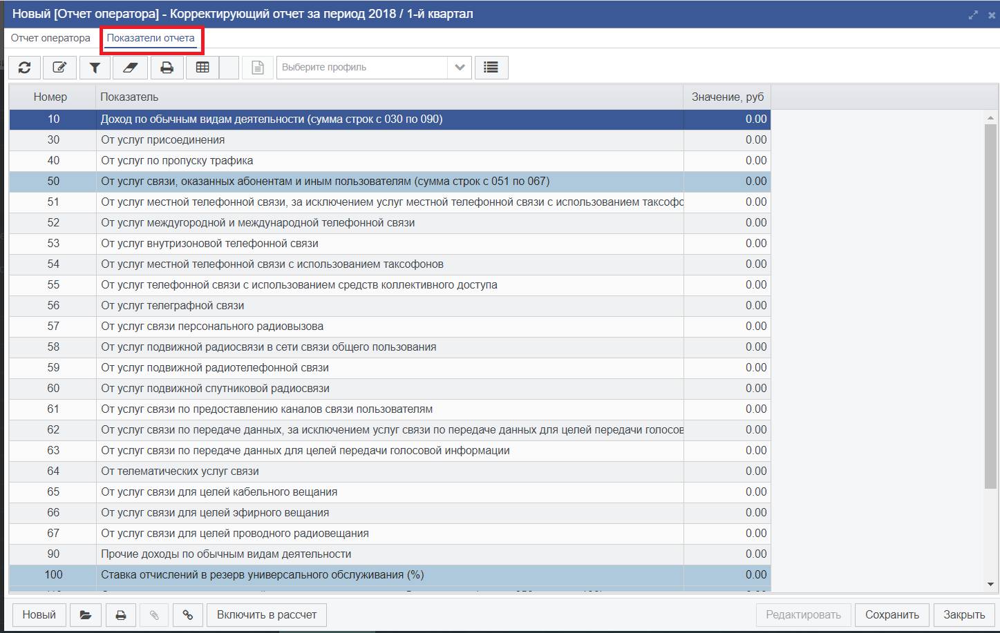 Новый [Отчет оператора] - Корректирующий отчет за период 2018 / 1-й квартал
Отчет оператора Показатели отчета
Выберите профиль
Номер Показатель Значение, руб
10 Доход по обычным видам деятельности (сумма строк с 030 по 090) 0.00
30 От услуг присоединения 0.00
40 От услуг по пропуску трафика 0.00
50 От услуг связи, оказанных абонентам и иным пользователям (сумма строк с 051 по 067) 0.00
51 От услуг местной телефонной связи, за исключением услуг местной телефонной связи с использованием таксофо 0.00
52 От услуг междугородной и международной телефонной связи 0.00
53 От услуг внутризоновой телефонной связи 0.00
54 От услуг местной телефонной связи с использованием таксофонов 0.00
55 От услуг телефонной связи с использованием средств коллективного доступа 0.00
56 От услуг телеграфной связи 0.00
57 От услуг связи персонального радиовызова 0.00
58 От услуг подвижной радиосвязи в сети связи общего пользования 0.00
59 От услуг подвижной радиотелефонной связи 0.00
60 От услуг подвижной спутниковой радиосвязи 0.00
61 От услуг связи по предоставлению каналов связи пользователям 0.00
62 От услуг связи по передаче данных, за исключением услуг связи по передаче данных для целей передачи голосов 0.00
63 От услуг связи по передаче данных для целей передачи голосовой информации 0.00
64 От телематических услуг связи 0.00
65 От услуг связи для целей кабельного вещания 0.00
66 От услуг связи для целей эфирного вещания 0.00
67 От услуг связи для целей проводного радиовещания 0.00
90 Прочие доходы по обычным видам деятельности 0.00
100 Ставка отчислений в резерв универсального обслуживания (%) 0.00
Новый Включить в рассчет Редактировать Сохранить Закрыть